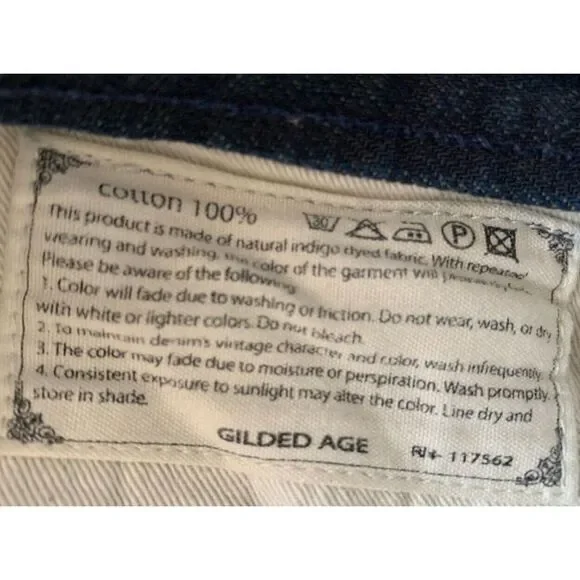 cotton 100% 30 P
This product is made of natural indigo dyed fabric. With repeated
wearing and washing, the color of the garment will
Please be aware of the following
1. Color will fade due to washing or friction. Do not wear, wash, or dry
with white or lighter colors. Do not bleach.
2. To maintain denim's vintage character and color, wash infrequently.
3. The color may fade due to moisture or perspiration. Wash promptly.
4. Consistent exposure to sunlight may alter the color. Line dry and
store in shade.
GILDED AGE 117562